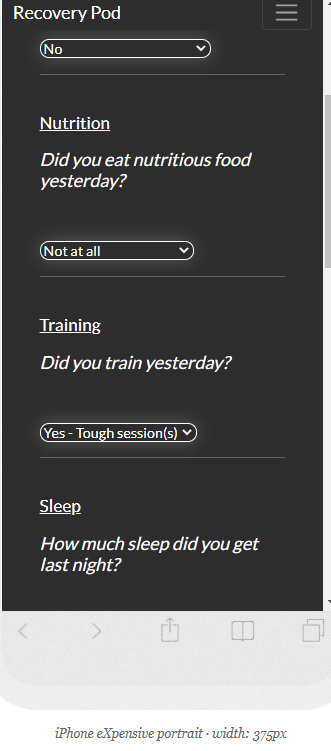 Recovery Pod
No
Nutrition
Did you eat nutritious food
yesterday?
Not at all
Training
Did you train yesterday?
Yes - Tough session(s)
Sleep
How much sleep did you get
last night?
iPhone eXpensive portrait · width: 375px